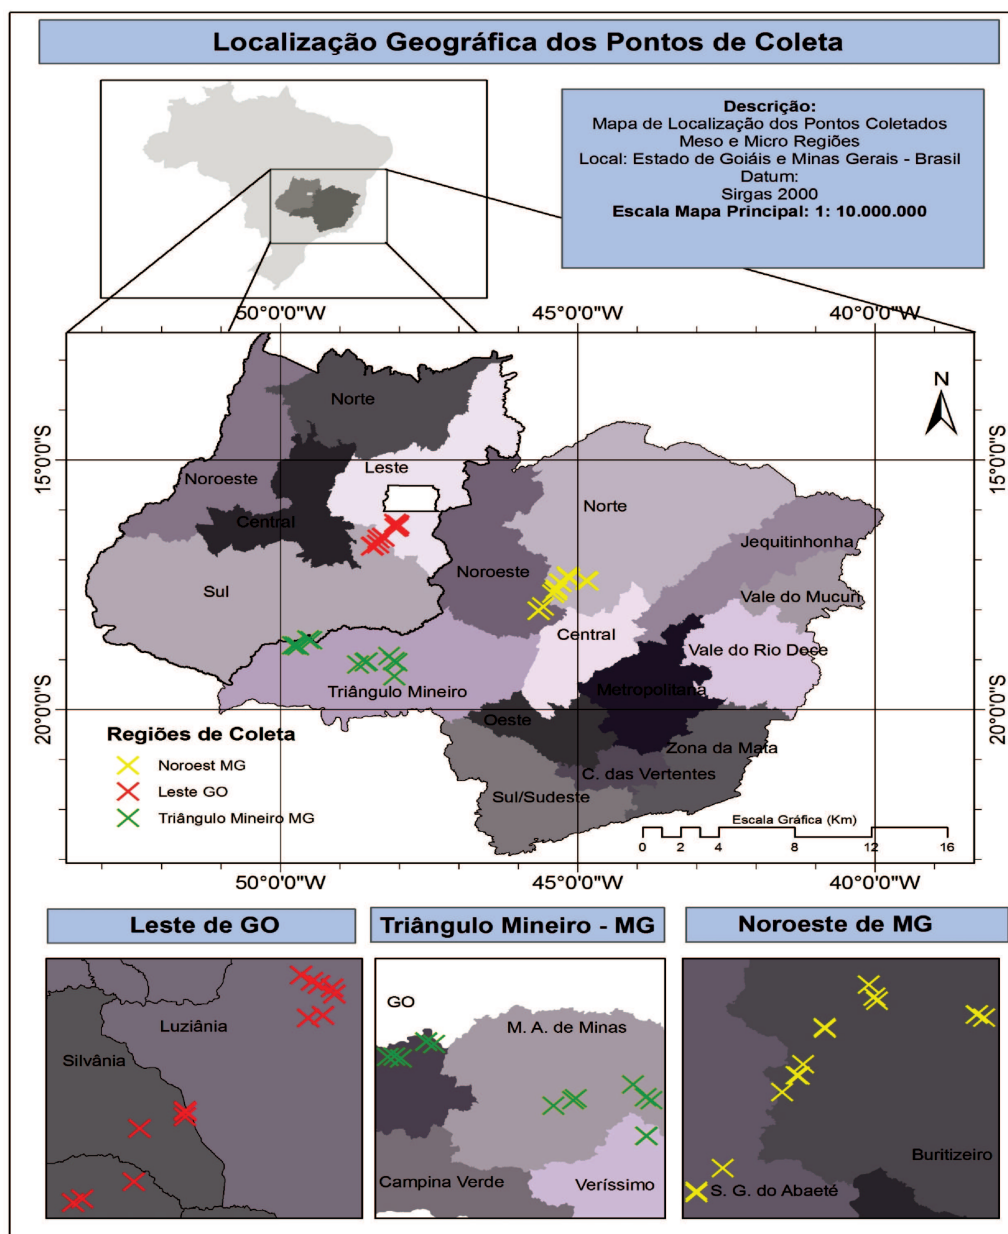 Localização Geográfica dos Pontos de Coleta
Descrição:
Mapa de Localização dos Pontos Coletados
Meso e Micro Regiões
Local: Estado de Goiáis e Minas Gerais - Brasil
Datum:
Sirgas 2000
Escala Mapa Principal: 1: 10.000.000
50°0'0"W 45°0'0"W 40°0'0"W
N
15°0'0"S 15°0'0"S
Norte
Leste
Noroeste
Central
Sul
Norte
Jequitinhonha
Noroeste
Vale do Mucuri
Central
Vale do Rio Doce
Triângulo Mineiro
Metropolitana
20°0'0"S 20°0'0"S
Oeste
Zona da Mata
C. das Vertentes
Sul/Sudeste
Regiões de Coleta
Noroest MG
Leste GO
Triângulo Mineiro MG
Escala Gráfica (Km)
0 2 4 8 12 16
50°0'0"W 45°0'0"W 40°0'0"W
Leste de GO
Luziânia
Silvânia
Triângulo Mineiro - MG
GO
M. A. de Minas
Campina Verde
Veríssimo
Noroeste de MG
Buritizeiro
S. G. do Abaeté